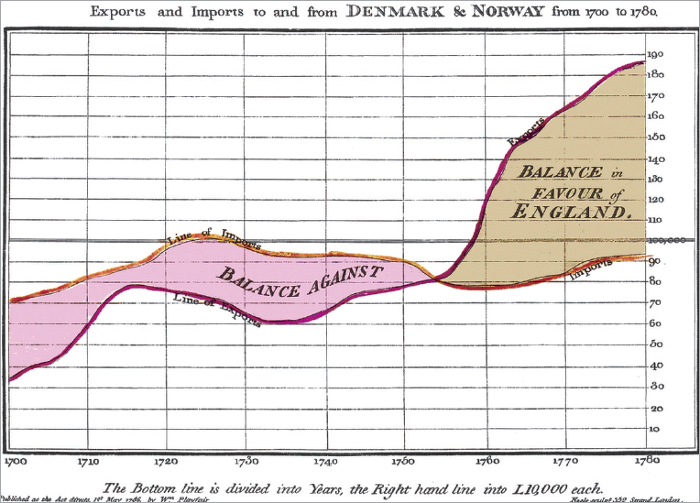 Exports and Imports to and from DENMARK & NORWAY from 1700 to 1780.
190
180
170
160
150
140
130
120
110
100,000
90
80
70
60
50
40
30
20
10
Exports
BALANCE in
FAVOUR of
ENGLAND.
Line of Imports
BALANCE AGAINST
Imports
Line of Exports
1700 1710 1720 1730 1740 1750 1760 1770 1780
The Bottom line is divided into Years, the Right hand line into L10,000 each.
Published as the Act directs, 1st May 1786, by Wm. Playfair
Neele sculpt. 352 Strand London.